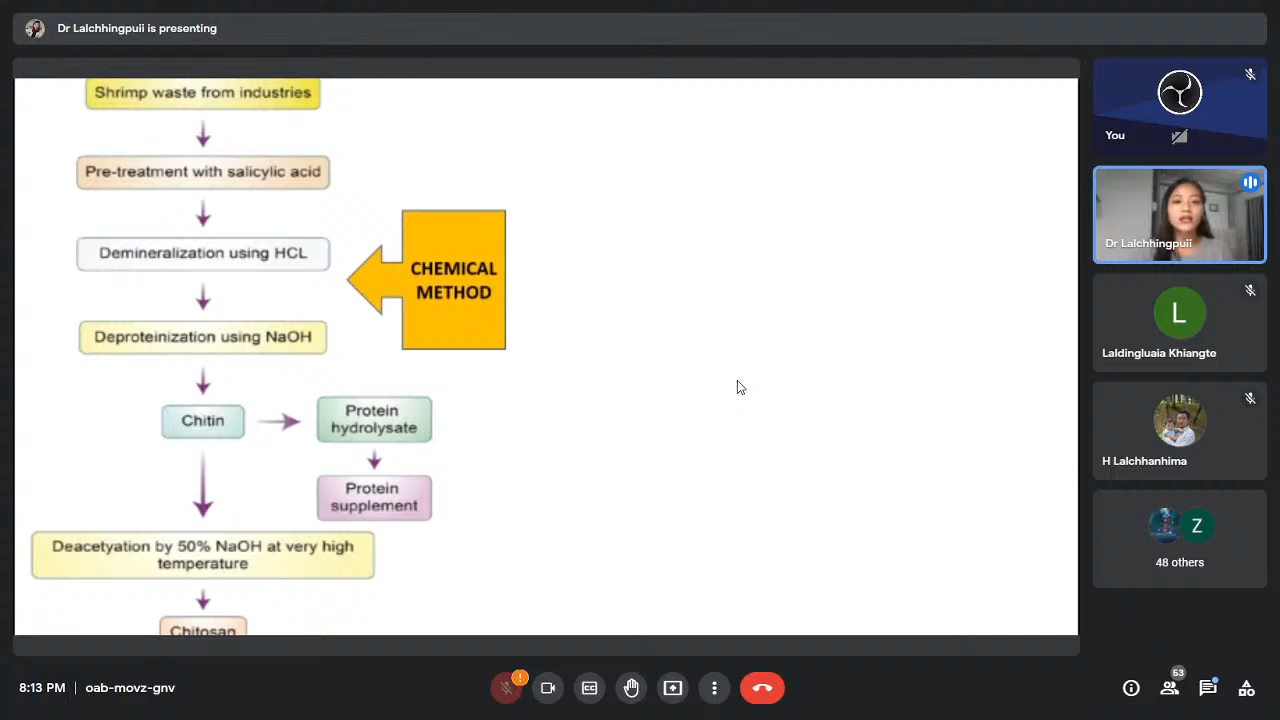 Dr Lalchhingpuii is presenting
Shrimp waste from industries
Pre-treatment with salicylic acid
Demineralization using HCL
CHEMICAL
METHOD
Deproteinization using NaOH
Chitin
Protein
hydrolysate
Protein
supplement
Deacetyation by 50% NaOH at very high
temperature
Chitosan
You
Dr Lalchhingpuii
L
Laldingluaia Khiangte
H Lalchhanhima
Z
48 others
8:13 PM | oab-movz-gnv
53